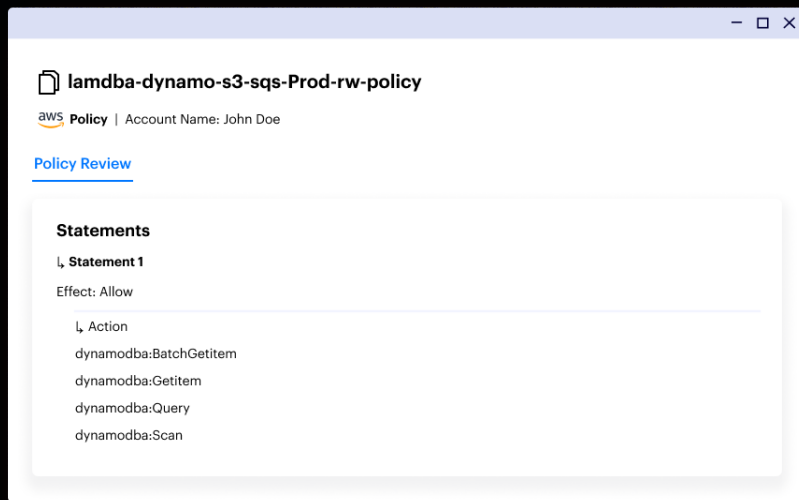 lamdba-dynamo-s3-sqs-Prod-rw-policy
aws Policy | Account Name: John Doe
Policy Review
Statements
↳ Statement 1
Effect: Allow
↳ Action
dynamodba:BatchGetitem
dynamodba:Getitem
dynamodba:Query
dynamodba:Scan